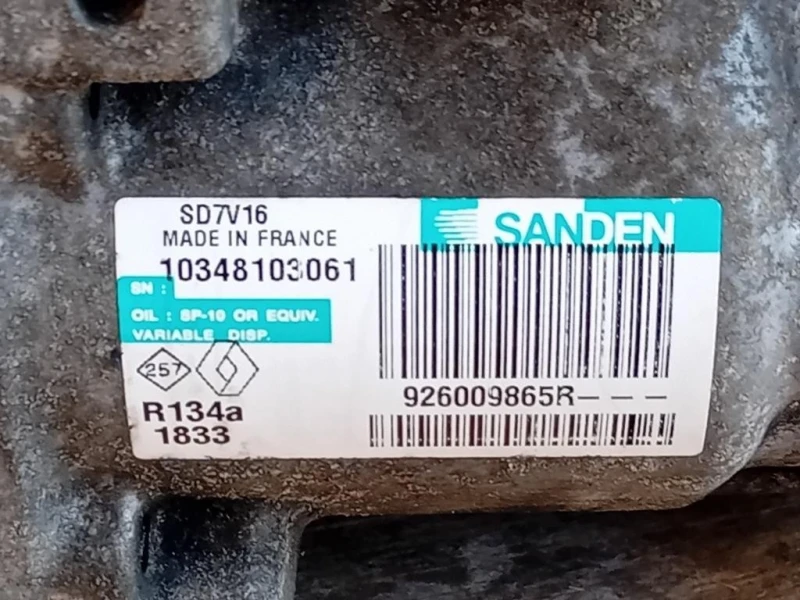 SD7V16
MADE IN FRANCE
SANDEN
10348103061
SN :
OIL : SP-10 OR EQUIV.
VARIABLE DISP.
257
926009865R---
R134a
1833